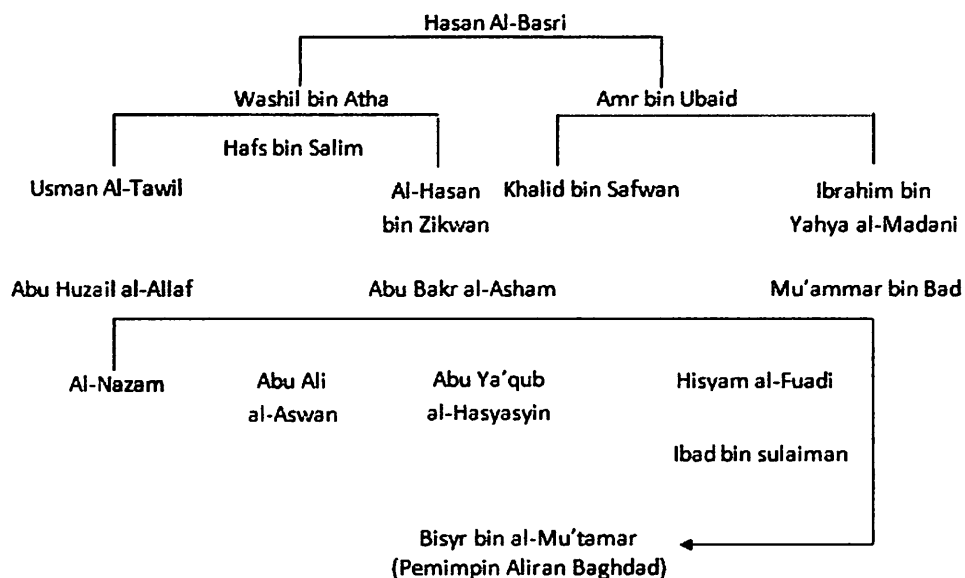 Hasan Al-Basri
Washil bin Atha
Amr bin Ubaid
Hafs bin Salim
Usman Al-Tawil
Al-Hasan
bin Zikwan
Khalid bin Safwan
Ibrahim bin
Yahya al-Madani
Abu Huzail al-Allaf
Abu Bakr al-Asham
Mu'ammar bin Bad
Al-Nazam
Abu Ali
al-Aswan
Abu Ya'qub
al-Hasyasyin
Hisyam al-Fuadi
Ibad bin sulaiman
Bisyr bin al-Mu'tamar
(Pemimpin Aliran Baghdad)